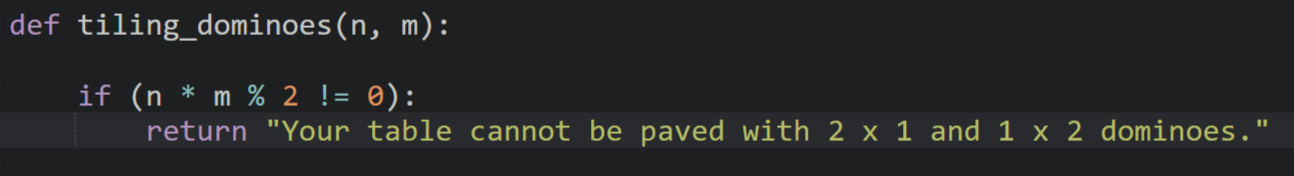 def tiling_dominoes(n, m):
if (n * m % 2 != 0):
return "Your table cannot be paved with 2 x 1 and 1 x 2 dominoes."